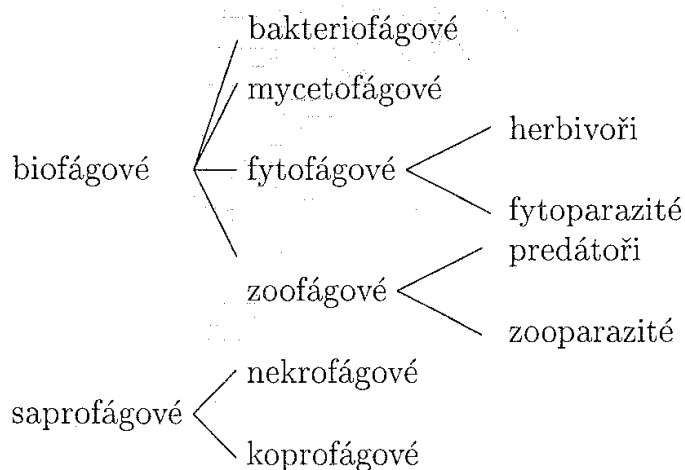 bakteriofágové
mycetofágové
herbivoři
biofágové
fytofágové
fytoparazité
predátoři
zoofágové
zooparazité
nekrofágové
saprofágové
koprofágové